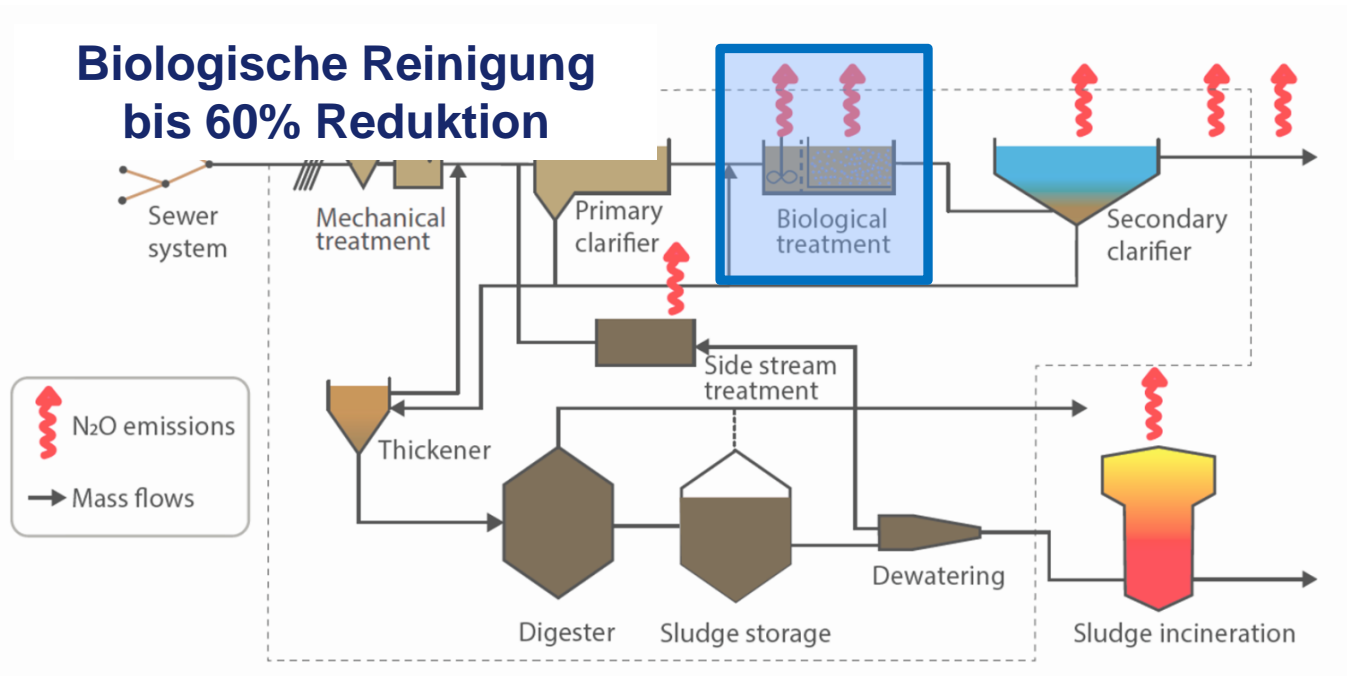 Biologische Reinigung
bis 60% Reduktion
Sewer
system
Mechanical
treatment
Primary
clarifier
Biological
treatment
Secondary
clarifier
Side stream
treatment
N₂O emissions
Mass flows
Thickener
Digester
Sludge storage
Dewatering
Sludge incineration